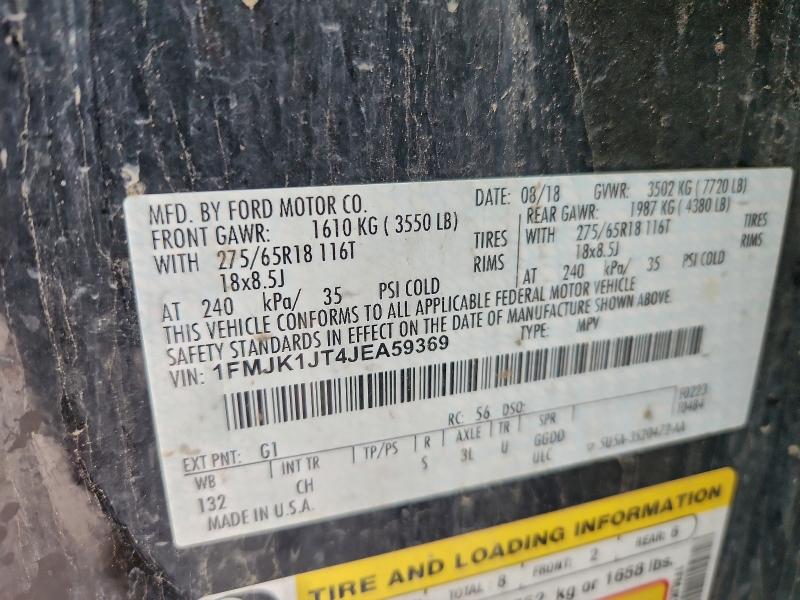 MFD. BY FORD MOTOR CO. DATE: 08/18 GVWR: 3502 KG ( 7720 LB)
FRONT GAWR: 1610 KG ( 3550 LB) REAR GAWR: 1987 KG ( 4380 LB)
WITH 275/65R18 116T TIRES WITH 275/65R18 116T TIRES
18x8.5J RIMS 18x8.5J RIMS
AT 240 kPa/ 35 PSI COLD AT 240 kPa/ 35 PSI COLD
THIS VEHICLE CONFORMS TO ALL APPLICABLE FEDERAL MOTOR VEHICLE
SAFETY STANDARDS IN EFFECT ON THE DATE OF MANUFACTURE SHOWN ABOVE.
VIN: 1FMJK1JT4JEA59369 TYPE: MPV
F0223
RC: 56 DSO: T0484
EXT PNT: G1
WB INT TR TP/PS R AXLE TR SPR
132 CH S 3L U GGDD
ULC
MADE IN U.S.A.
TIRE AND LOADING INFORMATION
TOTAL 8 FRONT: 2 REAR: 6
kg or 1658 lbs.